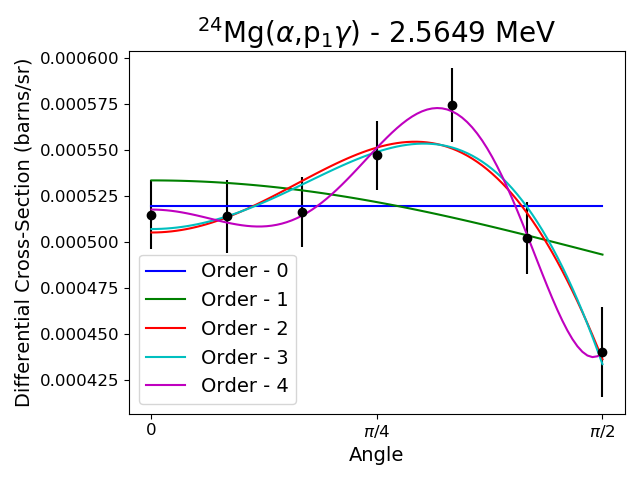 ²⁴Mg(α,p₁γ) - 2.5649 MeV
Differential Cross-Section (barns/sr)
0.000600
0.000575
0.000550
0.000525
0.000500
0.000475
0.000450
0.000425
Order - 0
Order - 1
Order - 2
Order - 3
Order - 4
0 π/4 π/2
Angle